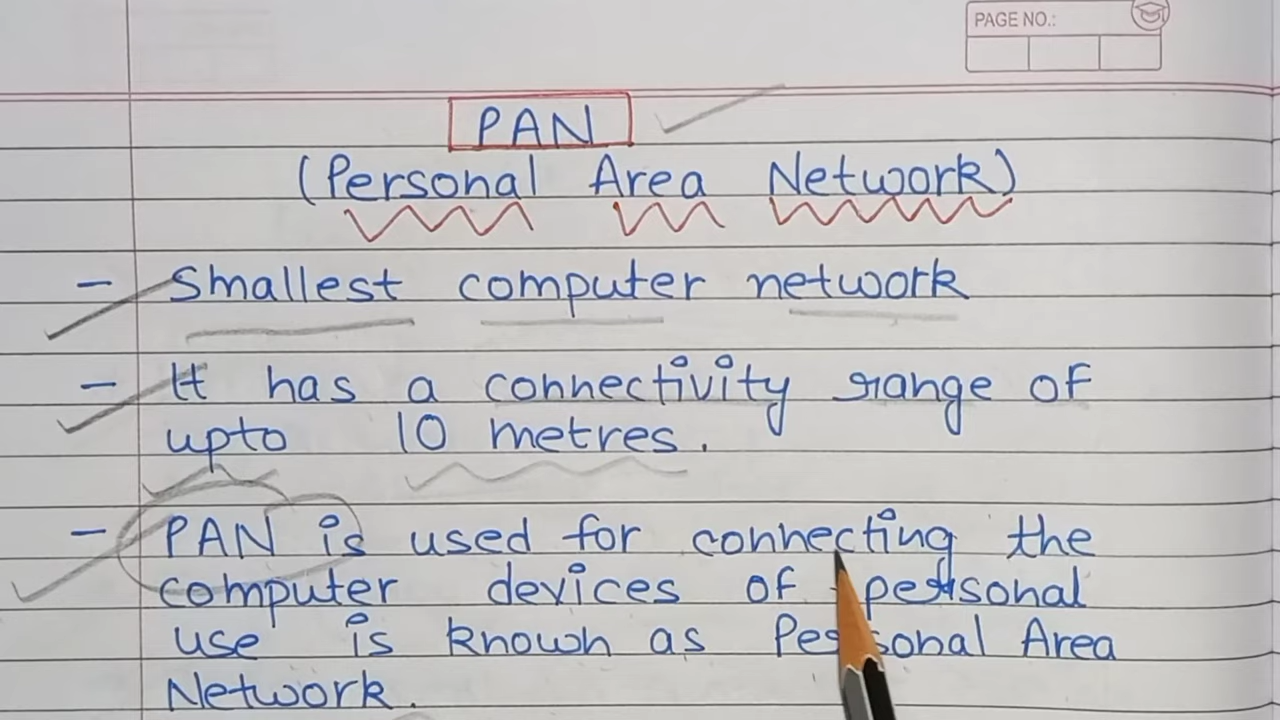 PAGE NO.:
PAN
(Personal Area Network)
- Smallest computer network
- It has a connectivity range of
upto 10 metres.
- PAN is used for connecting the
computer devices of personal
use is known as Personal Area
Network.